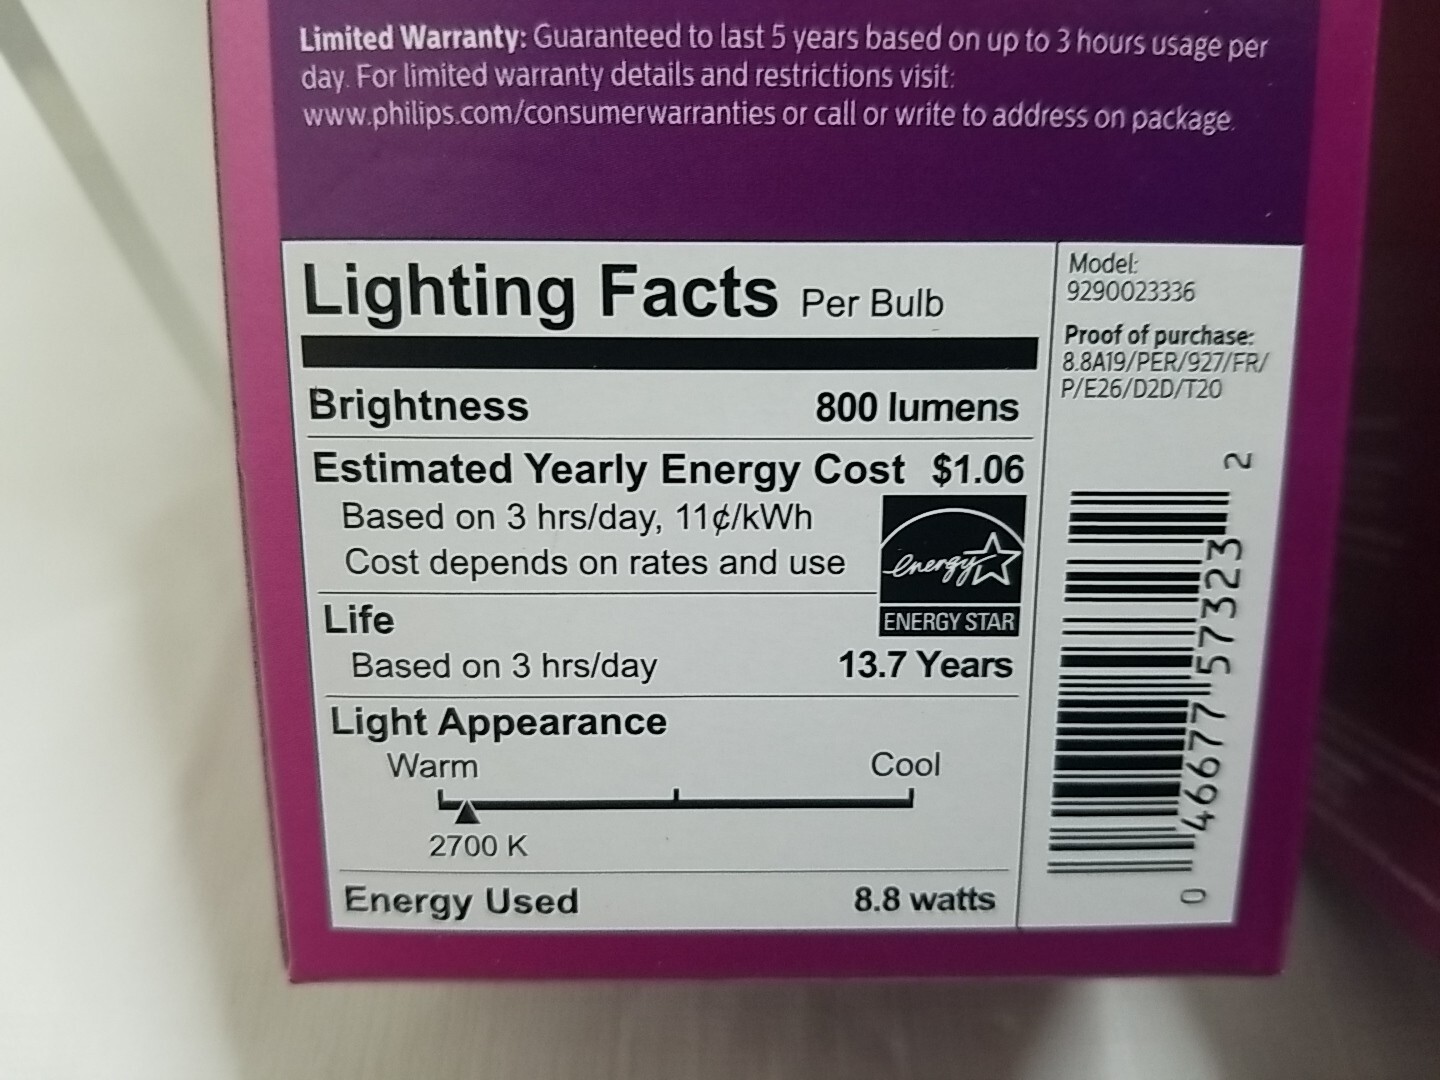 Limited Warranty: Guaranteed to last 5 years based on up to 3 hours usage per
day. For limited warranty details and restrictions visit:
www.philips.com/consumerwarranties or call or write to address on package.
Lighting Facts Per Bulb
Brightness 800 lumens
Estimated Yearly Energy Cost $1.06
Based on 3 hrs/day, 11¢/kWh
Cost depends on rates and use
energy
ENERGY STAR
Life
Based on 3 hrs/day 13.7 Years
Light Appearance
Warm Cool
2700 K
Energy Used 8.8 watts
Model:
9290023336
Proof of purchase:
8.8A19/PER/927/FR/
P/E26/D2D/T20
0 46677 57323 2